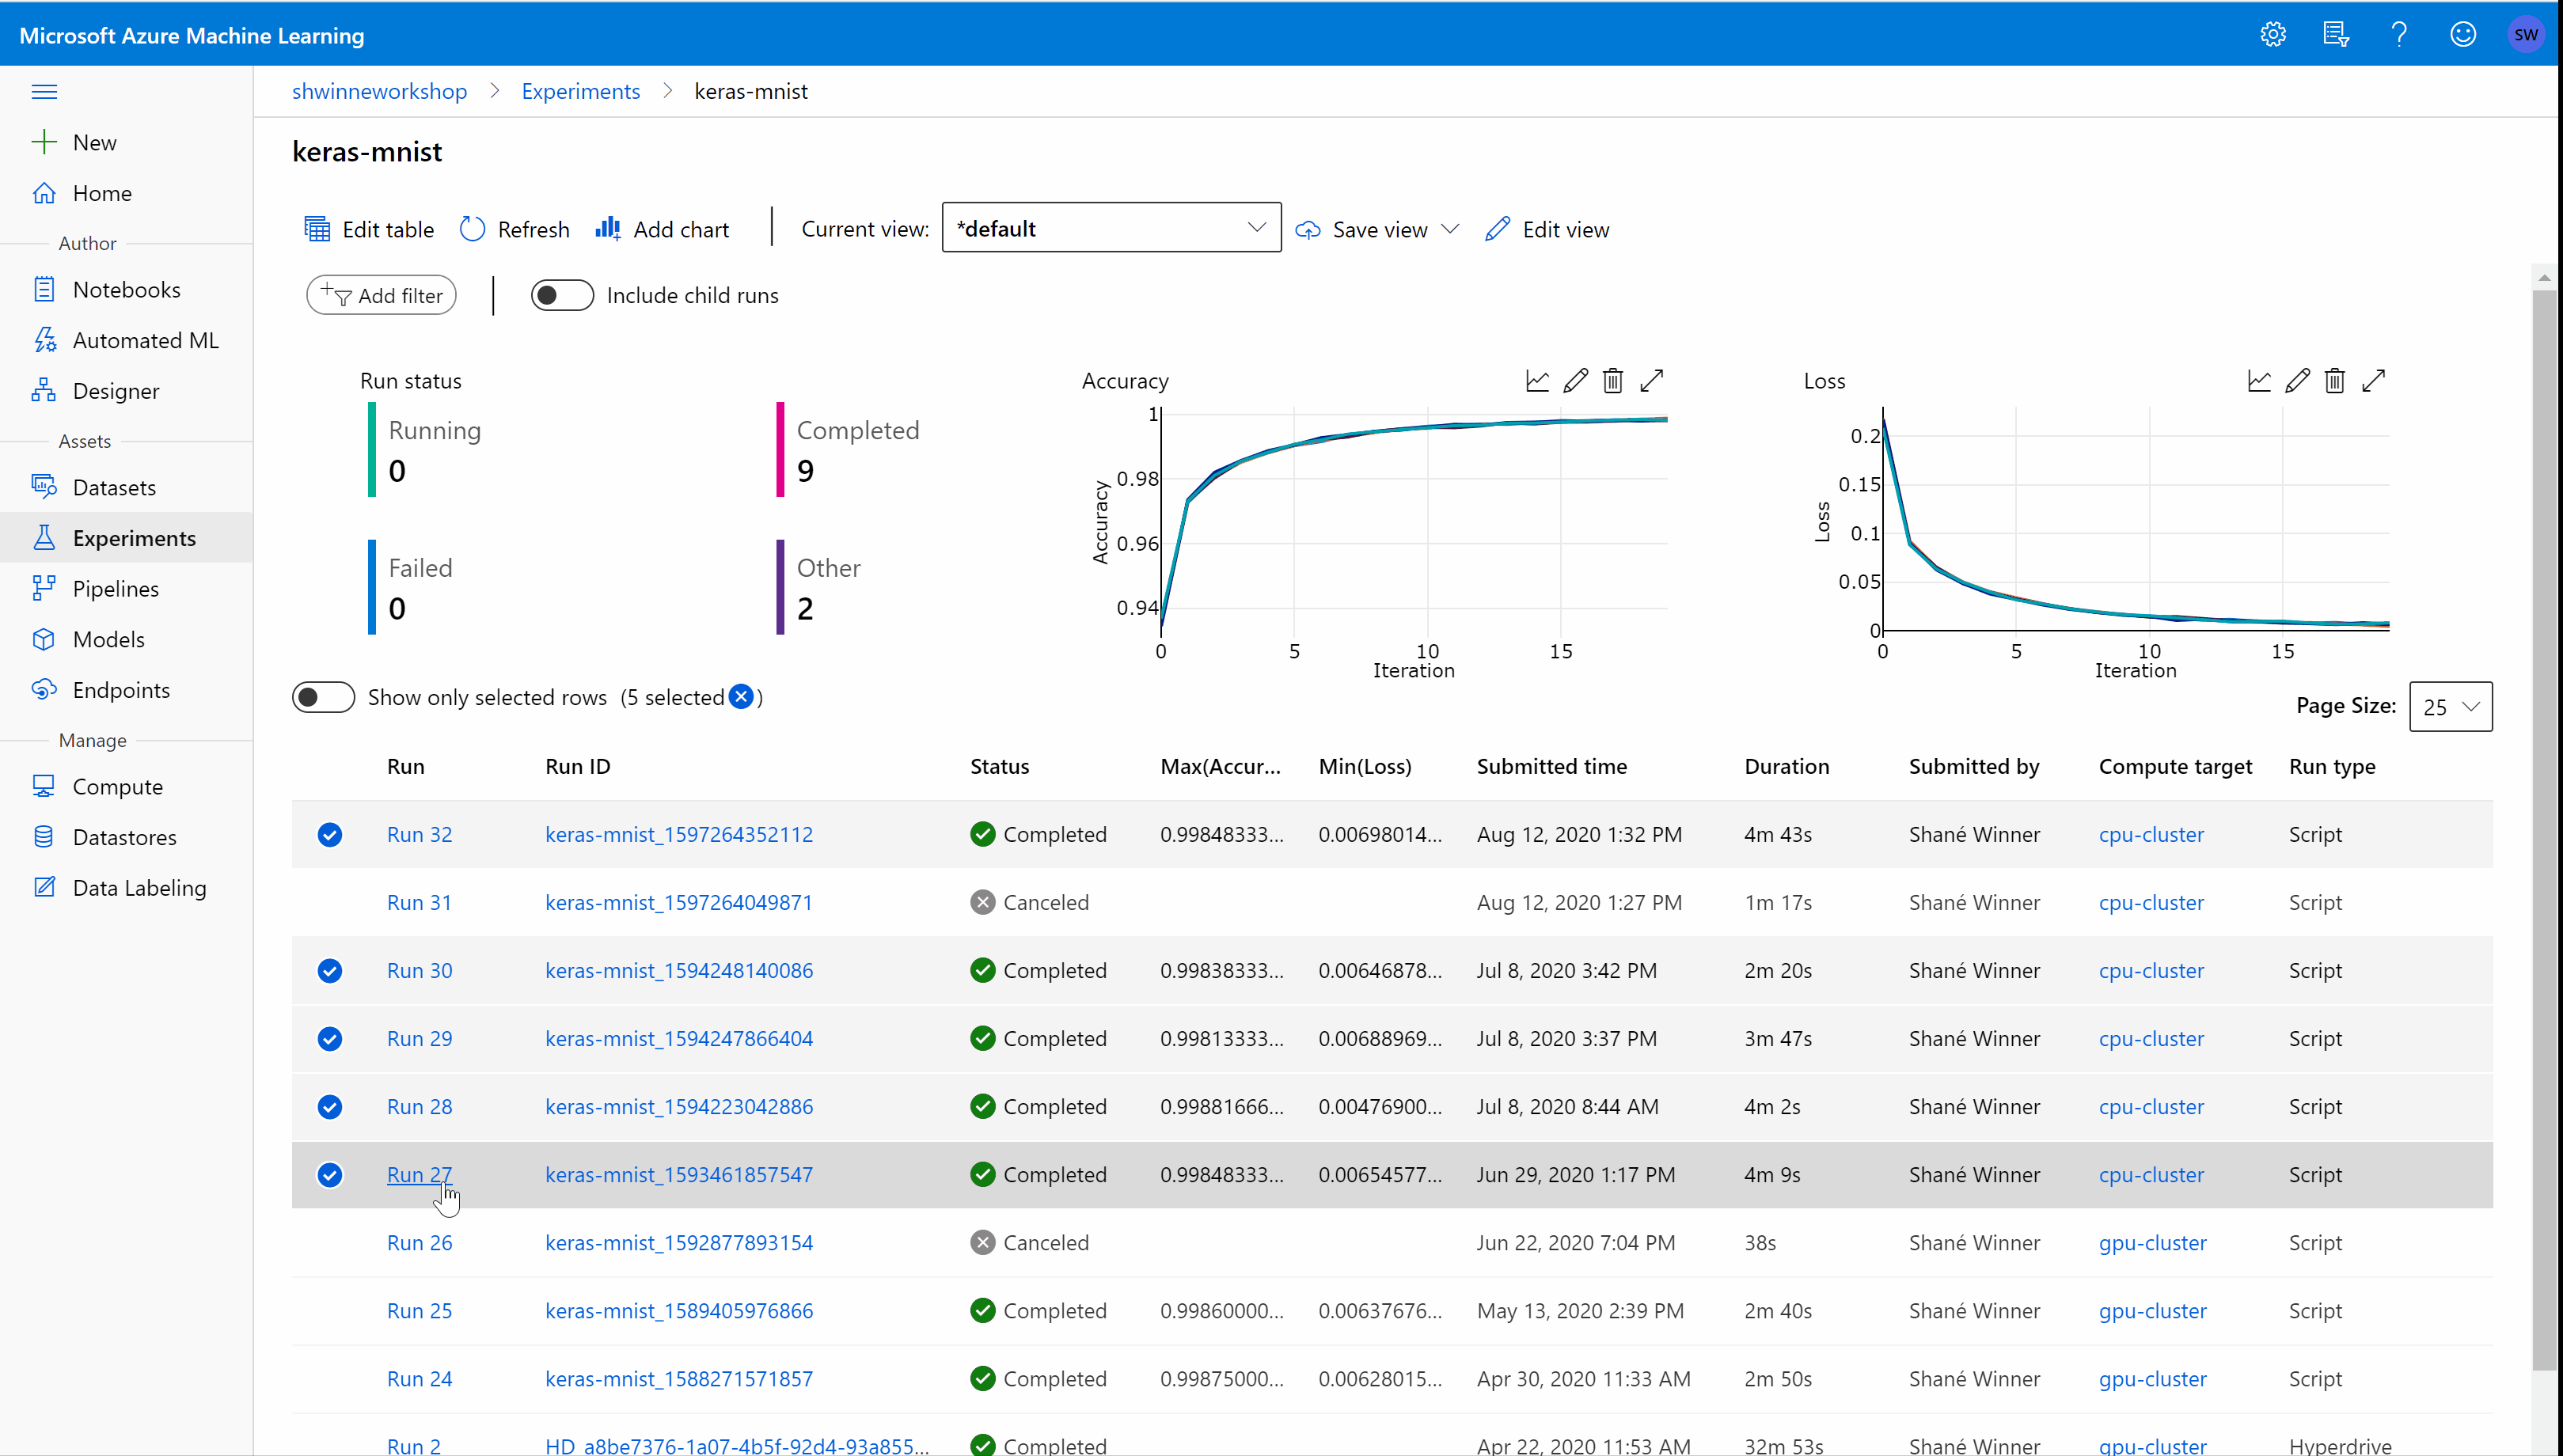 Microsoft Azure Machine Learning
SW
shwinneworkshop > Experiments > keras-mnist
New
Home
Author
Notebooks
Automated ML
Designer
Assets
Datasets
Experiments
Pipelines
Models
Endpoints
Manage
Compute
Datastores
Data Labeling
keras-mnist
Edit table Refresh Add chart Current view: *default Save view Edit view
Add filter Include child runs
Run status
Running
0
Completed
9
Failed
0
Other
2
Accuracy
1
0.98
0.96
0.94
Accuracy
0 5 10 15
Iteration
Loss
0.2
0.15
0.1
0.05
0
Loss
0 5 10 15
Iteration
Show only selected rows (5 selected )
Page Size: 25
Run Run ID Status Max(Accur... Min(Loss) Submitted time Duration Submitted by Compute target Run type
Run 32 keras-mnist_1597264352112 Completed 0.99848333... 0.00698014... Aug 12, 2020 1:32 PM 4m 43s Shané Winner cpu-cluster Script
Run 31 keras-mnist_1597264049871 Canceled Aug 12, 2020 1:27 PM 1m 17s Shané Winner cpu-cluster Script
Run 30 keras-mnist_1594248140086 Completed 0.99838333... 0.00646878... Jul 8, 2020 3:42 PM 2m 20s Shané Winner cpu-cluster Script
Run 29 keras-mnist_1594247866404 Completed 0.99813333... 0.00688969... Jul 8, 2020 3:37 PM 3m 47s Shané Winner cpu-cluster Script
Run 28 keras-mnist_1594223042886 Completed 0.99881666... 0.00476900... Jul 8, 2020 8:44 AM 4m 2s Shané Winner cpu-cluster Script
Run 27 keras-mnist_1593461857547 Completed 0.99848333... 0.00654577... Jun 29, 2020 1:17 PM 4m 9s Shané Winner cpu-cluster Script
Run 26 keras-mnist_1592877893154 Canceled Jun 22, 2020 7:04 PM 38s Shané Winner gpu-cluster Script
Run 25 keras-mnist_1589405976866 Completed 0.99860000... 0.00637676... May 13, 2020 2:39 PM 2m 40s Shané Winner gpu-cluster Script
Run 24 keras-mnist_1588271571857 Completed 0.99875000... 0.00628015... Apr 30, 2020 11:33 AM 2m 50s Shané Winner gpu-cluster Script
Run 2 HD_a8be7376-1a07-4b5f-92d4-93a855... Completed Apr 22, 2020 11:53 AM 32m 53s Shané Winner gpu-cluster Hyperdrive